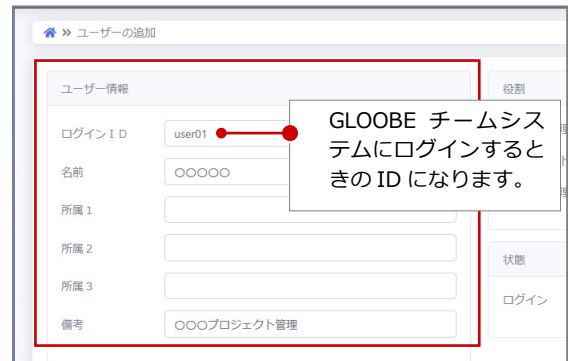 » ユーザーの追加
ユーザー情報
役割
ログインＩＤ
user01
GLOOBE チームシス
テムにログインすると
きの ID になります。
名前
○○○○○
所属１
所属２
所属３
備考
○○○プロジェクト管理
状態
ログイン